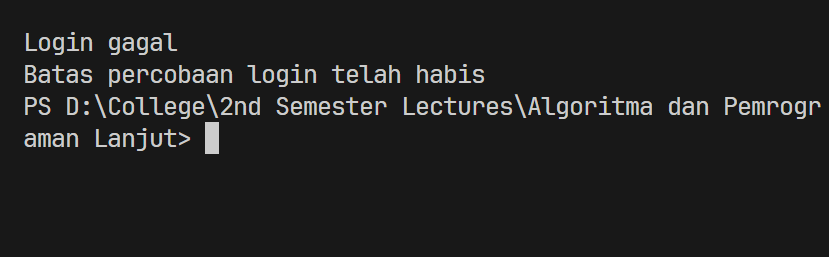 Login gagal
Batas percobaan login telah habis
PS D:\College\2nd Semester Lectures\Algoritma dan Pemrogr
aman Lanjut>